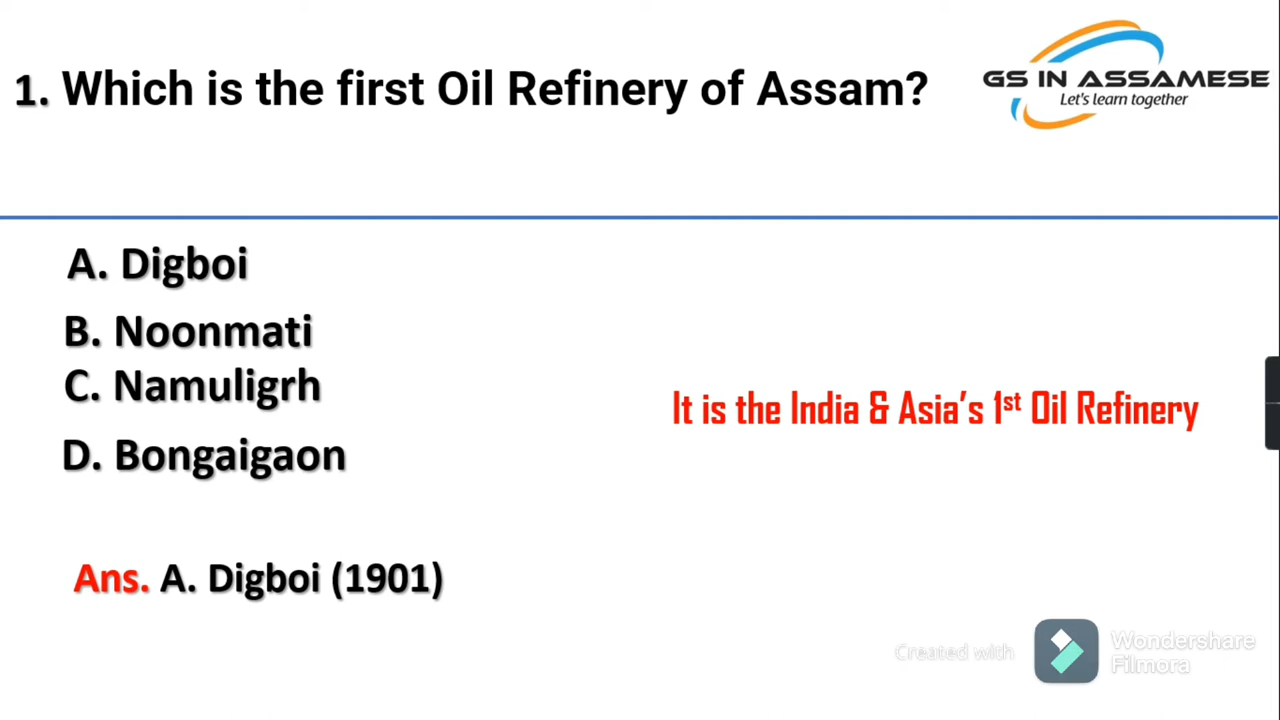 1. Which is the first Oil Refinery of Assam?
GS IN ASSAMESE
Let's learn together
A. Digboi
B. Noonmati
C. Namuligrh
D. Bongaigaon
It is the India & Asia's 1st Oil Refinery
Ans. A. Digboi (1901)
Created with
Wondershare
Filmora